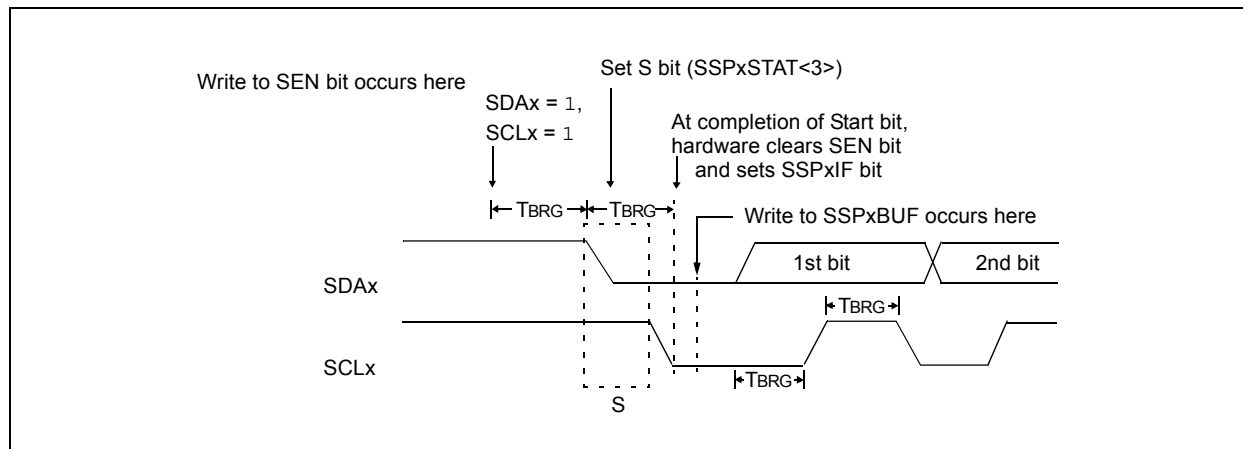 Write to SEN bit occurs here
Set S bit (SSPxSTAT<3>)
SDAx = 1,
SCLx = 1
At completion of Start bit,
hardware clears SEN bit
and sets SSPxIF bit
TBRG
TBRG
Write to SSPxBUF occurs here
1st bit
2nd bit
SDAx
TBRG
SCLx
TBRG
S